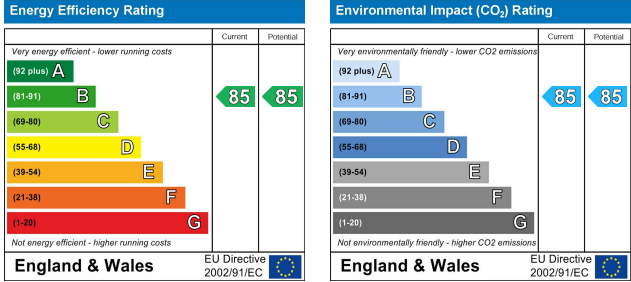 Energy Efficiency Rating
Current Potential
Very energy efficient - lower running costs
(92 plus) A
(81-91) B 85 85
(69-80) C
(55-68) D
(39-54) E
(21-38) F
(1-20) G
Not energy efficient - higher running costs
England & Wales
EU Directive
2002/91/EC
Environmental Impact (CO₂) Rating
Current Potential
Very environmentally friendly - lower CO2 emissions
(92 plus) A
(81-91) B 85 85
(69-80) C
(55-68) D
(39-54) E
(21-38) F
(1-20) G
Not environmentally friendly - higher CO2 emissions
England & Wales
EU Directive
2002/91/EC